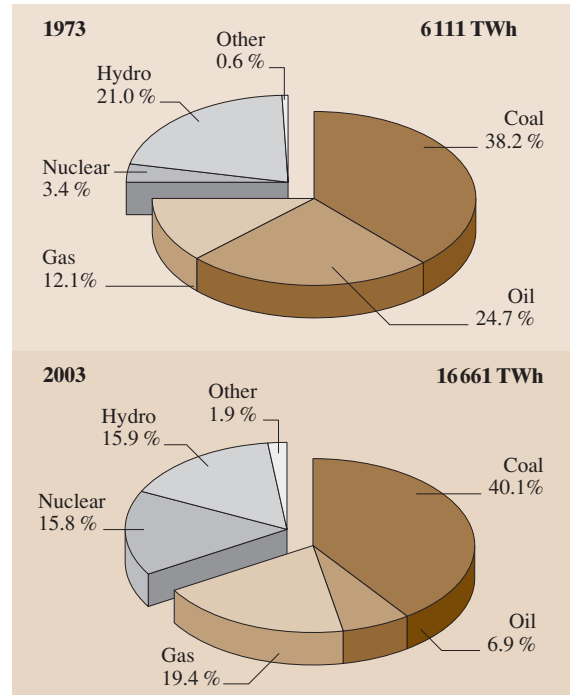 1973
6111 TWh
Other
0.6 %
Hydro
21.0 %
Coal
38.2 %
Nuclear
3.4 %
Gas
12.1%
Oil
24.7 %
2003
16 661 TWh
Other
1.9 %
Hydro
15.9 %
Coal
40.1%
Nuclear
15.8 %
Oil
6.9 %
Gas
19.4 %